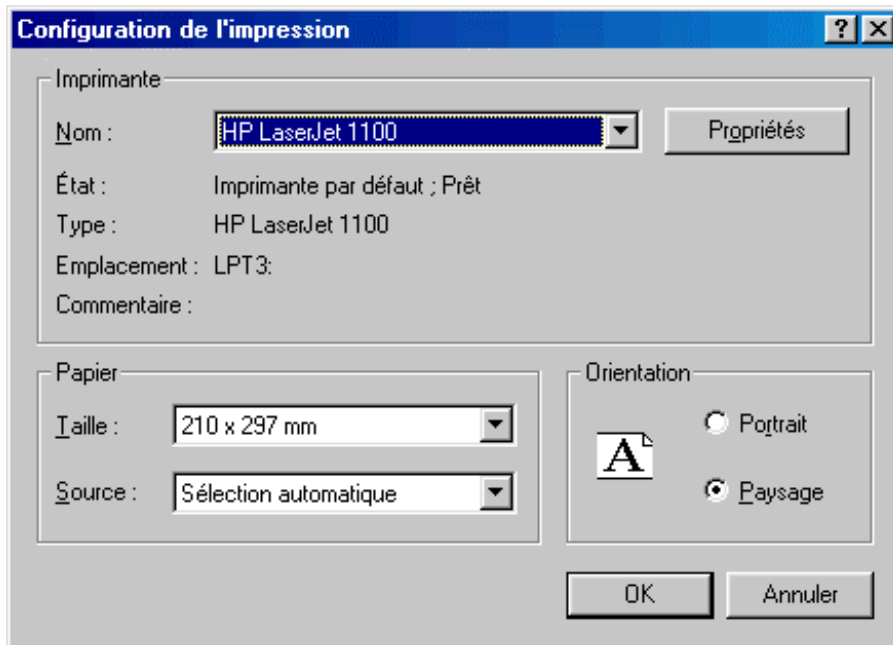 Configuration de l'impression
Imprimante
Nom :
HP LaserJet 1100
Propriétés
État :
Imprimante par défaut ; Prêt
Type :
HP LaserJet 1100
Emplacement :
LPT3:
Commentaire :
Papier
Taille :
210 x 297 mm
Source :
Sélection automatique
Orientation
A
Portrait
Paysage
OK
Annuler